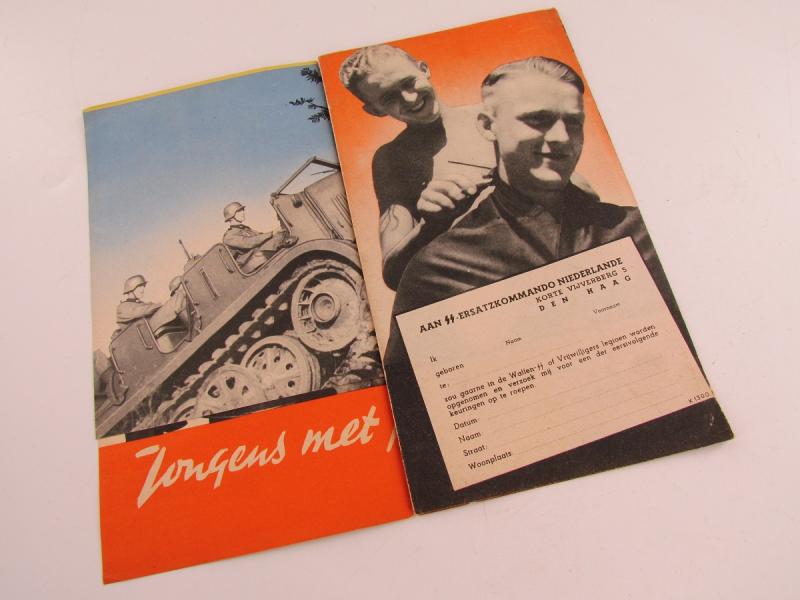 Jongens met
AAN SS-ERSATZKOMMANDO NIEDERLANDE
KORTE VIJVERBERG 5
DEN HAAG
Ik
Naam
Voornaam
geboren
te:
zou gaarne in de Waffen-SS of Vrijwilligers legioen worden
opgenomen en verzoek mij voor een der eerstvolgende
keuringen op te roepen.
Datum
Naam
Straat:
Woonplaats: